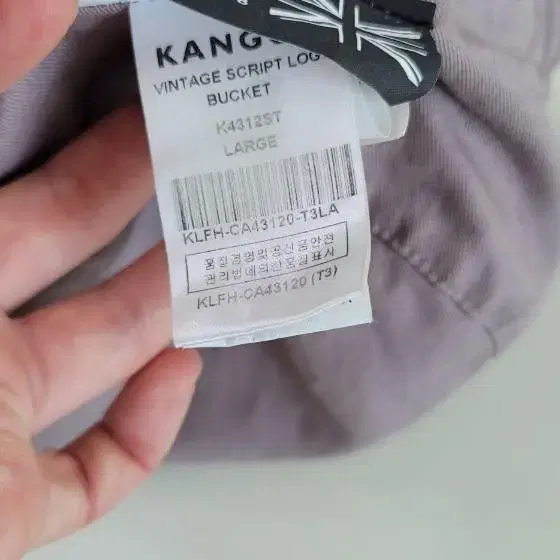 KANG
VINTAGE SCRIPT LOG
BUCKET
K4312ST
LARGE
KLFH-CA43120-T3LA
품질경영및공산품안전
관리법에의한품질표시
KLFH-CA43120 (T3)